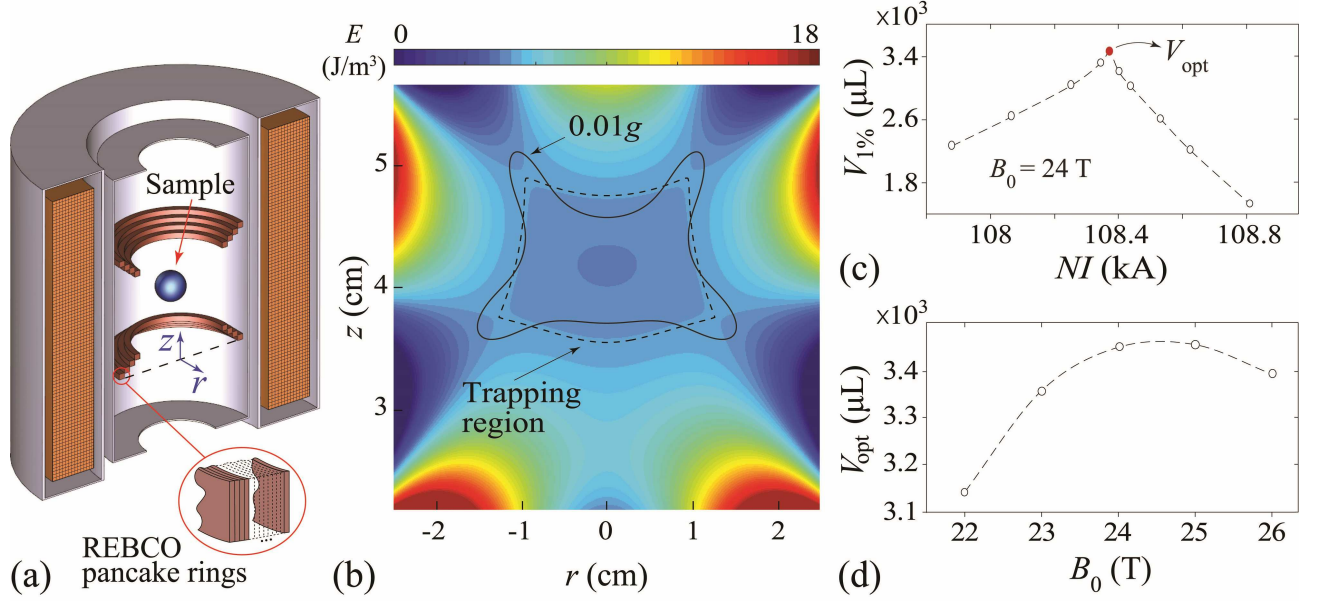 Sample
z
r
REBCO
pancake rings
(a)
E
(J/m³)
0
18
0.01g
Trapping
region
z (cm)
5
4
3
-2
-1
0
1
2
r (cm)
(b)
×10³
V1% (μL)
3.4
2.6
1.8
Vopt
B0 = 24 T
108
108.4
108.8
NI (kA)
(c)
×10³
Vopt (μL)
3.4
3.3
3.2
3.1
22
23
24
25
26
B0 (T)
(d)